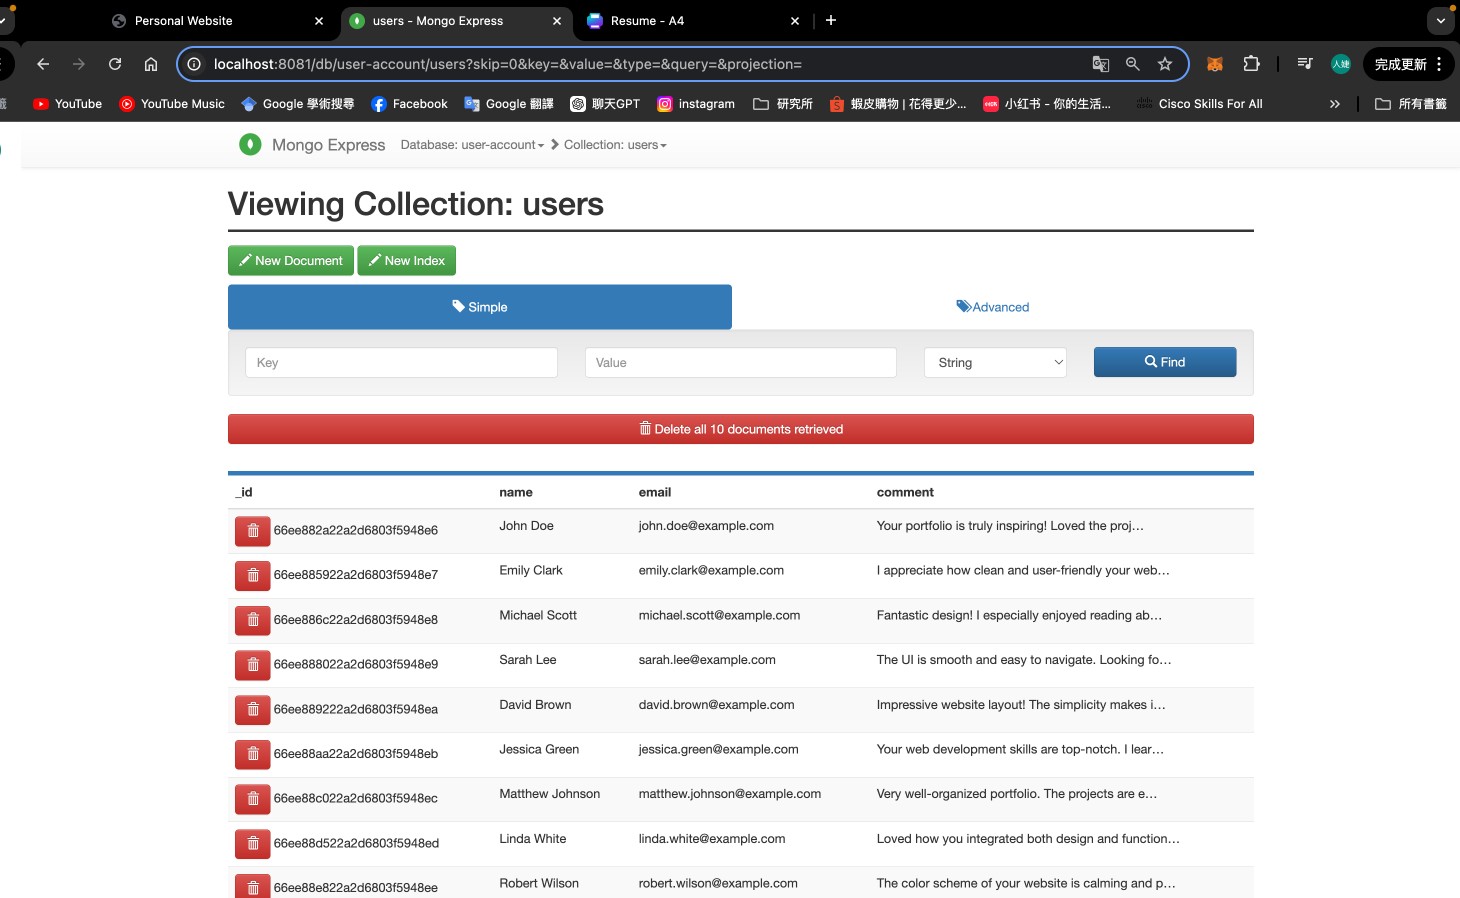 Personal Website
users - Mongo Express
Resume - A4
localhost:8081/db/user-account/users?skip=0&key=&value=&type=&query=&projection=
人婕
完成更新
YouTube
YouTube Music
Google 學術搜尋
Facebook
Google 翻譯
聊天GPT
instagram
研究所
蝦皮購物 | 花得更少...
小红书 - 你的生活...
Cisco Skills For All
所有書籤
Mongo Express
Database: user-account
Collection: users
Viewing Collection: users
New Document
New Index
Simple
Advanced
Key
Value
String
Find
Delete all 10 documents retrieved
_id name email comment
66ee882a22a2d6803f5948e6 John Doe john.doe@example.com Your portfolio is truly inspiring! Loved the proj...
66ee885922a2d6803f5948e7 Emily Clark emily.clark@example.com I appreciate how clean and user-friendly your web...
66ee886c22a2d6803f5948e8 Michael Scott michael.scott@example.com Fantastic design! I especially enjoyed reading ab...
66ee888022a2d6803f5948e9 Sarah Lee sarah.lee@example.com The UI is smooth and easy to navigate. Looking fo...
66ee889222a2d6803f5948ea David Brown david.brown@example.com Impressive website layout! The simplicity makes i...
66ee88aa22a2d6803f5948eb Jessica Green jessica.green@example.com Your web development skills are top-notch. I lear...
66ee88c022a2d6803f5948ec Matthew Johnson matthew.johnson@example.com Very well-organized portfolio. The projects are e...
66ee88d522a2d6803f5948ed Linda White linda.white@example.com Loved how you integrated both design and function...
66ee88e822a2d6803f5948ee Robert Wilson robert.wilson@example.com The color scheme of your website is calming and p...